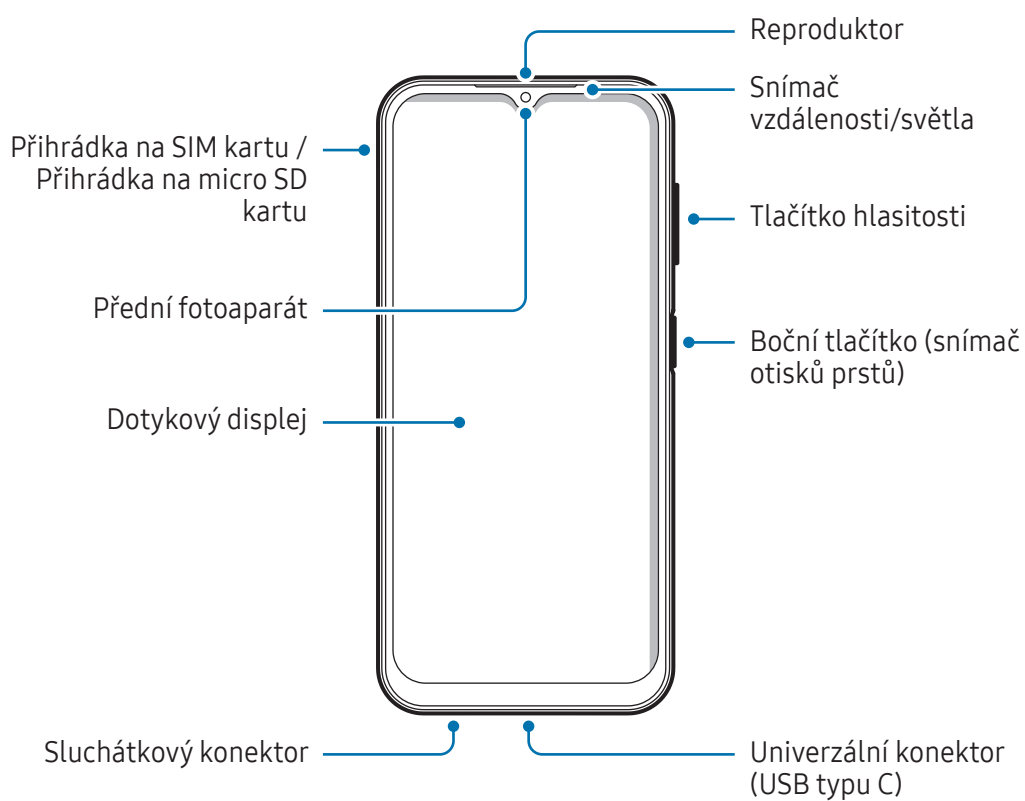 Reproduktor
Snímač
vzdálenosti/světla
Přihrádka na SIM kartu /
Přihrádka na micro SD
kartu
Tlačítko hlasitosti
Přední fotoaparát
Boční tlačítko (snímač
otisků prstů)
Dotykový displej
Sluchátkový konektor
Univerzální konektor
(USB typu C)